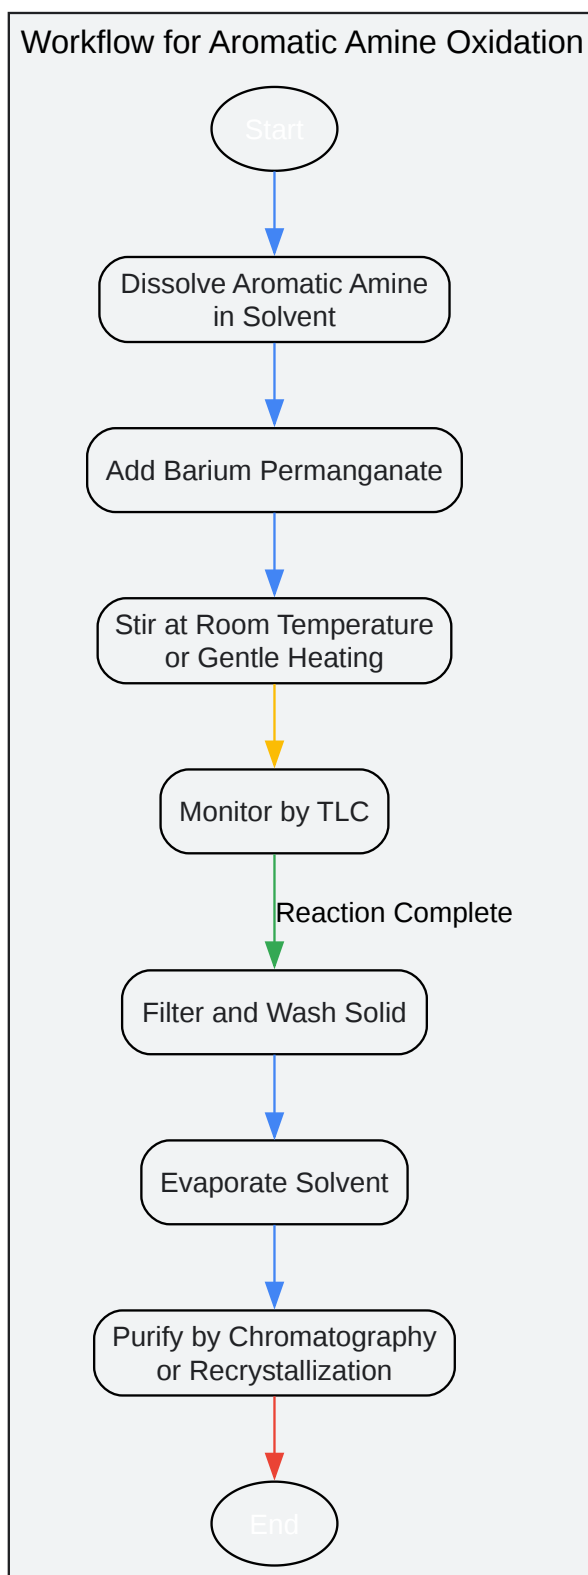 Workflow for Aromatic Amine Oxidation
Start
Dissolve Aromatic Amine
in Solvent
Add Barium Permanganate
Stir at Room Temperature
or Gentle Heating
Monitor by TLC
Reaction Complete
Filter and Wash Solid
Evaporate Solvent
Purify by Chromatography
or Recrystallization
End